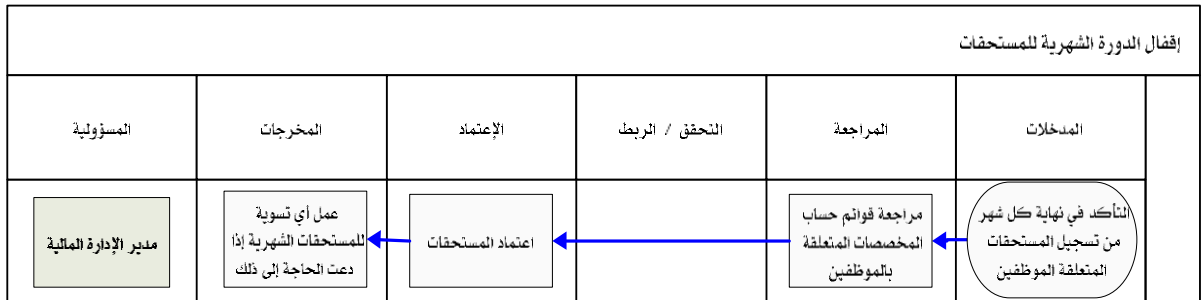 إقفال الدورة الشهرية للمستحقات
المدخلات
المراجعة
التحقق / الربط
الإعتماد
المخرجات
المسؤولية
التأكد في نهاية كل شهر
من تسجيل المستحقات
المتعلقة الموظفين
مراجعة قوائم حساب
المخصصات المتعلقة
بالموظفين
اعتماد المستحقات
عمل أي تسوية
للمستحقات الشهرية إذا
دعت الحاجة إلى ذلك
مدير الإدارة المالية